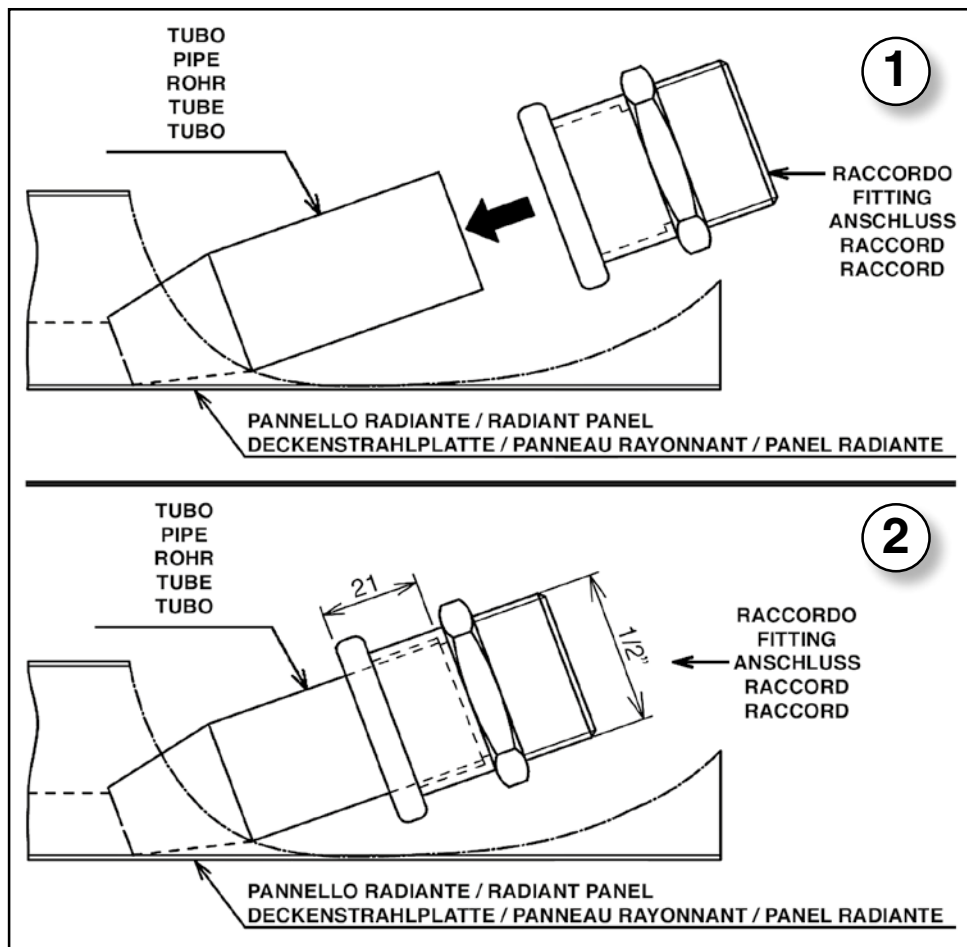 TUBO
PIPE
ROHR
TUBE
TUBO
1
RACCORDO
FITTING
ANSCHLUSS
RACCORD
RACCORD
PANNELLO RADIANTE / RADIANT PANEL
DECKENSTRAHLPLATTE / PANNEAU RAYONNANT / PANEL RADIANTE
TUBO
PIPE
ROHR
TUBE
TUBO
2
21
1/2”
RACCORDO
FITTING
ANSCHLUSS
RACCORD
RACCORD
PANNELLO RADIANTE / RADIANT PANEL
DECKENSTRAHLPLATTE / PANNEAU RAYONNANT / PANEL RADIANTE